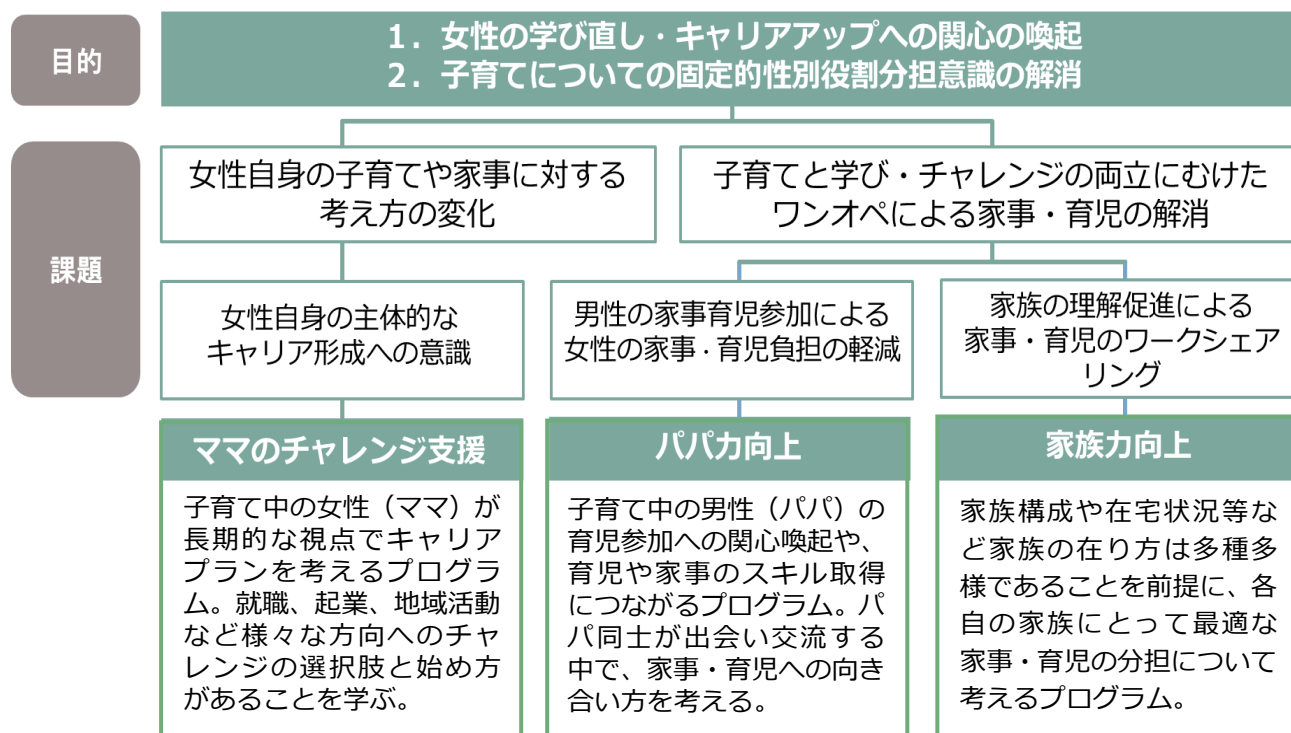 目的
1．女性の学び直し・キャリアアップへの関心の喚起
2．子育てについての固定的性別役割分担意識の解消
課題
女性自身の子育てや家事に対する
考え方の変化
子育てと学び・チャレンジの両立にむけた
ワンオペによる家事・育児の解消
女性自身の主体的な
キャリア形成への意識
男性の家事育児参加による
女性の家事・育児負担の軽減
家族の理解促進による
家事・育児のワークシェア
リング
ママのチャレンジ支援
子育て中の女性（ママ）が
長期的な視点でキャリア
プランを考えるプログラ
ム。就職、起業、地域活動
など様々な方向へのチャ
レンジの選択肢と始め方
があることを学ぶ。
パパ力向上
子育て中の男性（パパ）の
育児参加への関心喚起や、
育児や家事のスキル取得
につながるプログラム。パ
パ同士が出会い交流する
中で、家事・育児への向き
合い方を考える。
家族力向上
家族構成や在宅状況等な
ど家族の在り方は多種多
様であることを前提に、各
自の家族にとって最適な
家事・育児の分担について
考えるプログラム。